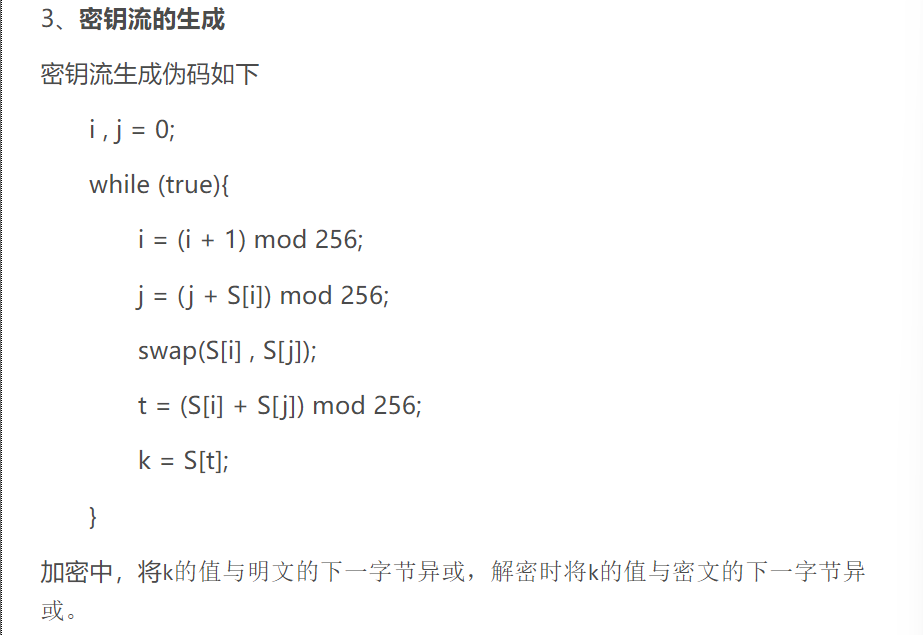 3、密钥流的生成
密钥流生成伪码如下
i , j = 0;
while (true){
i = (i + 1) mod 256;
j = (j + S[i]) mod 256;
swap(S[i] , S[j]);
t = (S[i] + S[j]) mod 256;
k = S[t];
}
加密中，将k的值与明文的下一字节异或，解密时将k的值与密文的下一字节异
或。